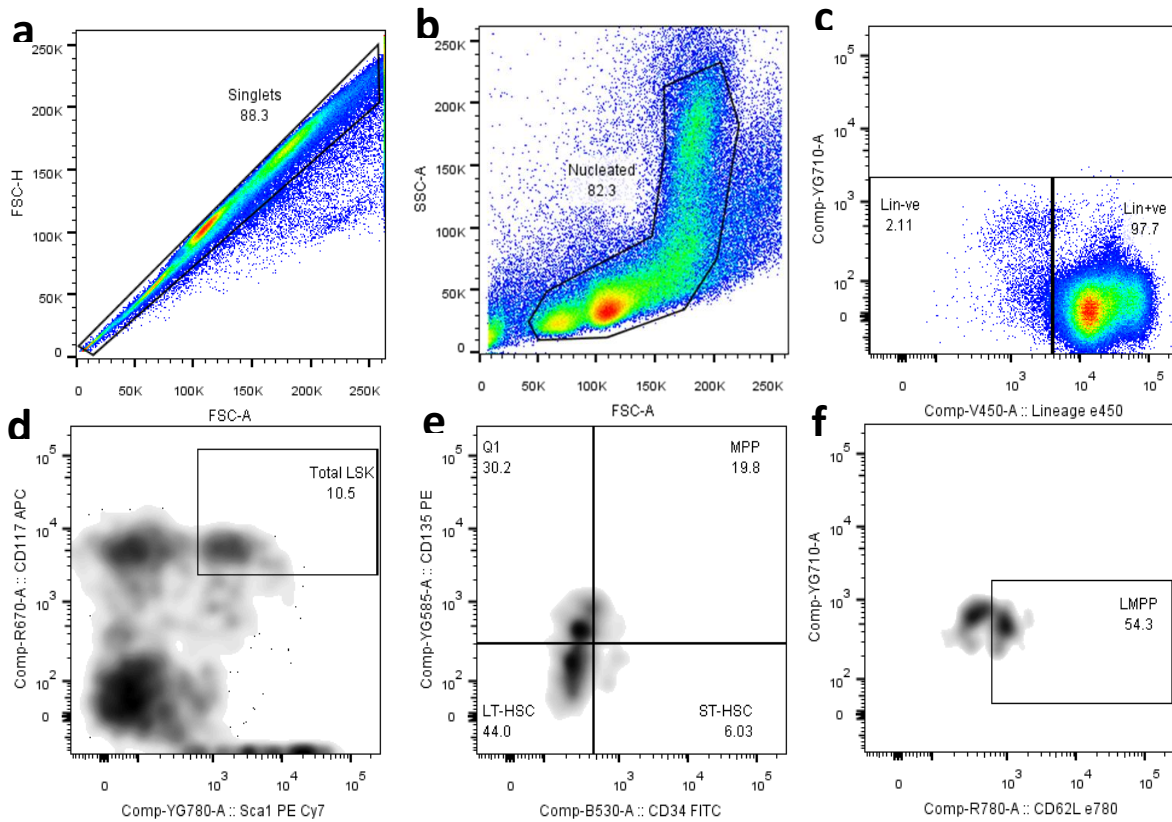 a
250K
200K
150K
100K
50K
0
FSC-H
Singlets
88.3
0
50K
100K
150K
200K
250K
FSC-A
b
250K
200K
150K
100K
50K
0
SSC-A
Nucleated
82.3
0
50K
100K
150K
200K
250K
FSC-A
c
10^5
10^4
10^3
10^2
0
Comp-YG710-A
Lin-ve
2.11
Lin+ve
97.7
0
10^3
10^4
10^5
Comp-V450-A :: Lineage e450
d
10^5
10^4
10^3
10^2
0
Comp-R670-A :: CD117 APC
Total LSK
10.5
0
10^3
10^4
10^5
Comp-YG780-A :: Sca1 PE Cy7
e
10^5
10^4
10^3
10^2
0
Comp-YG585-A :: CD135 PE
Q1
30.2
MPP
19.8
LT-HSC
44.0
ST-HSC
6.03
0
10^3
10^4
10^5
Comp-B530-A :: CD34 FITC
f
10^5
10^4
10^3
10^2
0
Comp-YG710-A
LMPP
54.3
0
10^3
10^4
10^5
Comp-R780-A :: CD62L e780